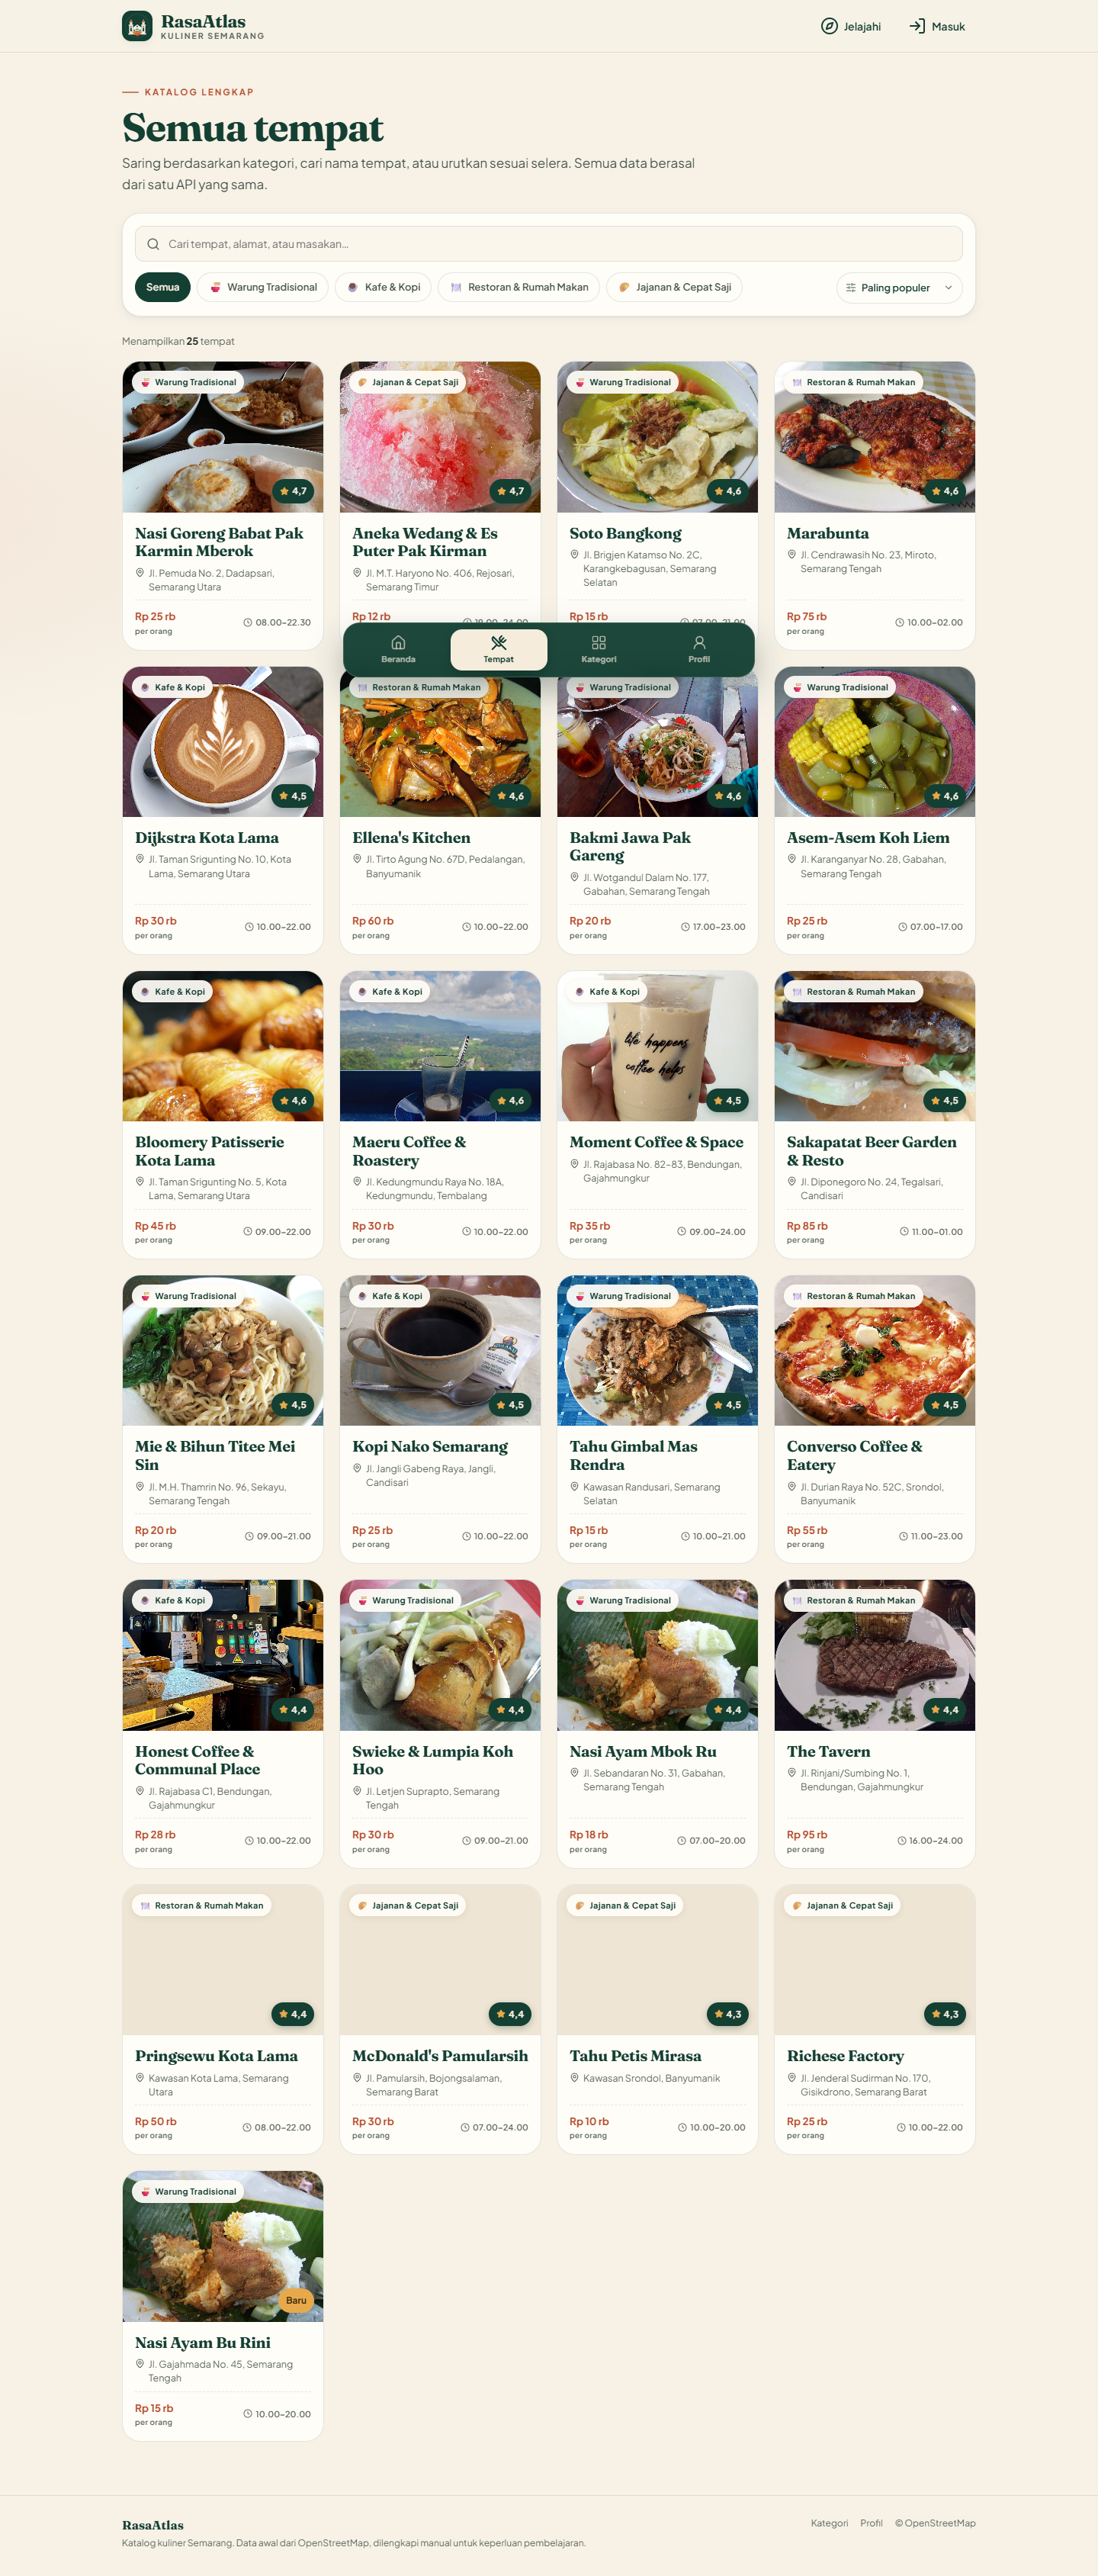 RasaAtlas
KULINER SEMARANG
Jelajahi
Masuk
KATALOG LENGKAP
Semua tempat
Saring berdasarkan kategori, cari nama tempat, atau urutkan sesuai selera. Semua data berasal
dari satu API yang sama.
Cari tempat, alamat, atau masakan...
Semua
Warung Tradisional
Kafe & Kopi
Restoran & Rumah Makan
Jajanan & Cepat Saji
Paling populer
Menampilkan 25 tempat
Warung Tradisional
4,7
Nasi Goreng Babat Pak
Karmin Mberok
Jl. Pemuda No. 2, Dadapsari,
Semarang Utara
Rp 25 rb
per orang
08.00–22.30
Jajanan & Cepat Saji
4,7
Aneka Wedang & Es
Puter Pak Kirman
Jl. M.T. Haryono No. 406, Rejosari,
Semarang Timur
Rp 12 rb
Warung Tradisional
4,6
Soto Bangkong
Jl. Brigjen Katamso No. 2C,
Karangkebagusan, Semarang
Selatan
Rp 15 rb
Restoran & Rumah Makan
4,6
Marabunta
Jl. Cendrawasih No. 23, Miroto,
Semarang Tengah
Rp 75 rb
per orang
10.00–02.00
Beranda
Tempat
Kategori
Profil
Kafe & Kopi
4,5
Dijkstra Kota Lama
Jl. Taman Srigunting No. 10, Kota
Lama, Semarang Utara
Rp 30 rb
per orang
10.00–22.00
Restoran & Rumah Makan
4,6
Ellena's Kitchen
Jl. Tirto Agung No. 67D, Pedalangan,
Banyumanik
Rp 60 rb
per orang
10.00–22.00
Warung Tradisional
4,6
Bakmi Jawa Pak
Gareng
Jl. Wotgandul Dalam No. 177,
Gabahan, Semarang Tengah
Rp 20 rb
per orang
17.00–23.00
Warung Tradisional
4,6
Asem-Asem Koh Liem
Jl. Karanganyar No. 28, Gabahan,
Semarang Tengah
Rp 25 rb
per orang
07.00–17.00
Kafe & Kopi
4,6
Bloomery Patisserie
Kota Lama
Jl. Taman Srigunting No. 5, Kota
Lama, Semarang Utara
Rp 45 rb
per orang
09.00–22.00
Kafe & Kopi
4,6
Maeru Coffee &
Roastery
Jl. Kedungmundu Raya No. 18A,
Kedungmundu, Tembalang
Rp 30 rb
per orang
10.00–22.00
Kafe & Kopi
life happens
coffee helps
4,5
Moment Coffee & Space
Jl. Rajabasa No. 82–83, Bendungan,
Gajahmungkur
Rp 35 rb
per orang
09.00–24.00
Restoran & Rumah Makan
4,5
Sakapatat Beer Garden
& Resto
Jl. Diponegoro No. 24, Tegalsari,
Candisari
Rp 85 rb
per orang
11.00–01.00
Warung Tradisional
4,5
Mie & Bihun Titee Mei
Sin
Jl. M.H. Thamrin No. 96, Sekayu,
Semarang Tengah
Rp 20 rb
per orang
09.00–21.00
Kafe & Kopi
4,5
Kopi Nako Semarang
Jl. Jangli Gabeng Raya, Jangli,
Candisari
Rp 25 rb
per orang
10.00–22.00
Warung Tradisional
4,5
Tahu Gimbal Mas
Rendra
Kawasan Randusari, Semarang
Selatan
Rp 15 rb
per orang
10.00–21.00
Restoran & Rumah Makan
4,5
Converso Coffee &
Eatery
Jl. Durian Raya No. 52C, Srondol,
Banyumanik
Rp 55 rb
per orang
11.00–23.00
Kafe & Kopi
4,4
Honest Coffee &
Communal Place
Jl. Rajabasa C1, Bendungan,
Gajahmungkur
Rp 28 rb
per orang
10.00–22.00
Warung Tradisional
4,4
Swieke & Lumpia Koh
Hoo
Jl. Letjen Suprapto, Semarang
Tengah
Rp 30 rb
per orang
09.00–21.00
Warung Tradisional
4,4
Nasi Ayam Mbok Ru
Jl. Sebandaran No. 31, Gabahan,
Semarang Tengah
Rp 18 rb
per orang
07.00–20.00
Restoran & Rumah Makan
4,4
The Tavern
Jl. Rinjani/Sumbing No. 1,
Bendungan, Gajahmungkur
Rp 95 rb
per orang
16.00–24.00
Restoran & Rumah Makan
4,4
Pringsewu Kota Lama
Kawasan Kota Lama, Semarang
Utara
Rp 50 rb
per orang
08.00–22.00
Jajanan & Cepat Saji
4,4
McDonald's Pamularsih
Jl. Pamularsih, Bojongsalaman,
Semarang Barat
Rp 30 rb
per orang
07.00–24.00
Jajanan & Cepat Saji
4,3
Tahu Petis Mirasa
Kawasan Srondol, Banyumanik
Rp 10 rb
per orang
10.00–20.00
Jajanan & Cepat Saji
4,3
Richese Factory
Jl. Jenderal Sudirman No. 170,
Gisikdrono, Semarang Barat
Rp 25 rb
per orang
10.00–22.00
Warung Tradisional
Baru
Nasi Ayam Bu Rini
Jl. Gajahmada No. 45, Semarang
Tengah
Rp 15 rb
per orang
10.00–20.00
RasaAtlas
Katalog kuliner Semarang. Data awal dari OpenStreetMap, dilengkapi manual untuk keperluan pembelajaran.
Kategori
Profil
© OpenStreetMap